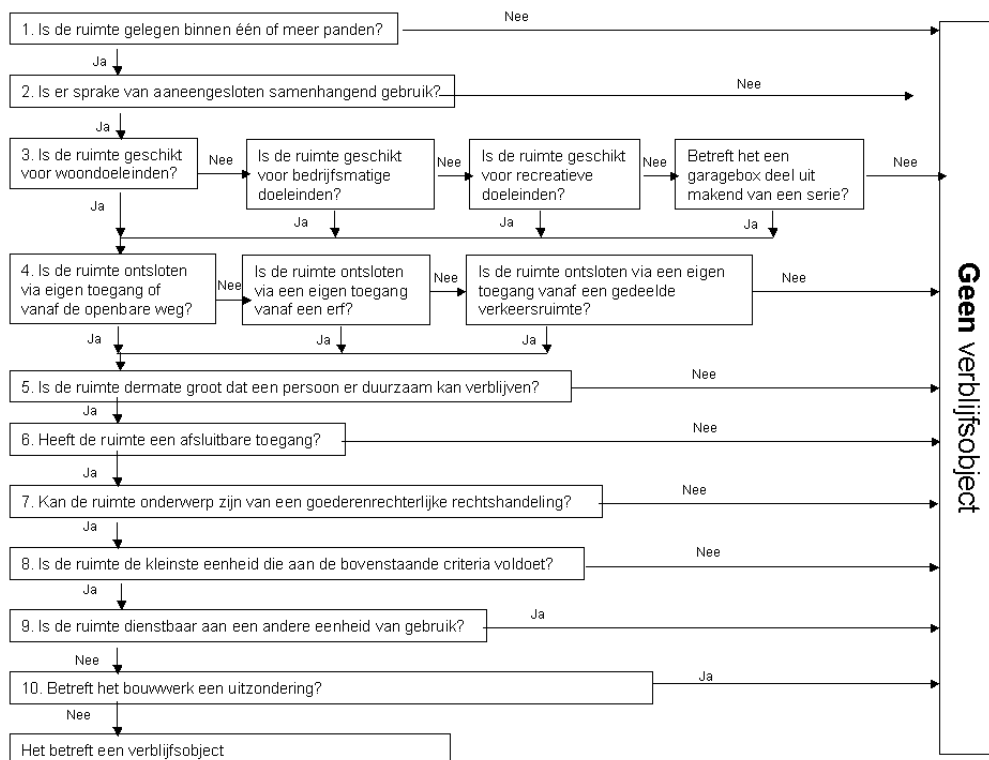 Nee
1. Is de ruimte gelegen binnen één of meer panden?
Ja
2. Is er sprake van aaneengesloten samenhangend gebruik?
Nee
Ja
3. Is de ruimte geschikt
voor woondoeleinden?
Nee
Is de ruimte geschikt
voor bedrijfsmatige
doeleinden?
Nee
Is de ruimte geschikt
voor recreatieve
doeleinden?
Nee
Betreft het een
garagebox deel uit
makend van een serie?
Nee
Ja
Ja
Ja
Ja
4. Is de ruimte ontsloten
via eigen toegang of
vanaf de openbare weg?
Nee
Is de ruimte ontsloten
via een eigen toegang
vanaf een erf?
Nee
Is de ruimte ontsloten via een eigen
toegang vanaf een gedeelde
verkeersruimte?
Nee
Ja
Ja
Ja
5. Is de ruimte dermate groot dat een persoon er duurzaam kan verblijven?
Nee
Ja
6. Heeft de ruimte een afsluitbare toegang?
Nee
Ja
7. Kan de ruimte onderwerp zijn van een goederenrechterlijke rechtshandeling?
Nee
Ja
8. Is de ruimte de kleinste eenheid die aan de bovenstaande criteria voldoet?
Nee
Ja
9. Is de ruimte dienstbaar aan een andere eenheid van gebruik?
Ja
Nee
10. Betreft het bouwwerk een uitzondering?
Ja
Nee
Het betreft een verblijfsobject
Geen verblijfsobject